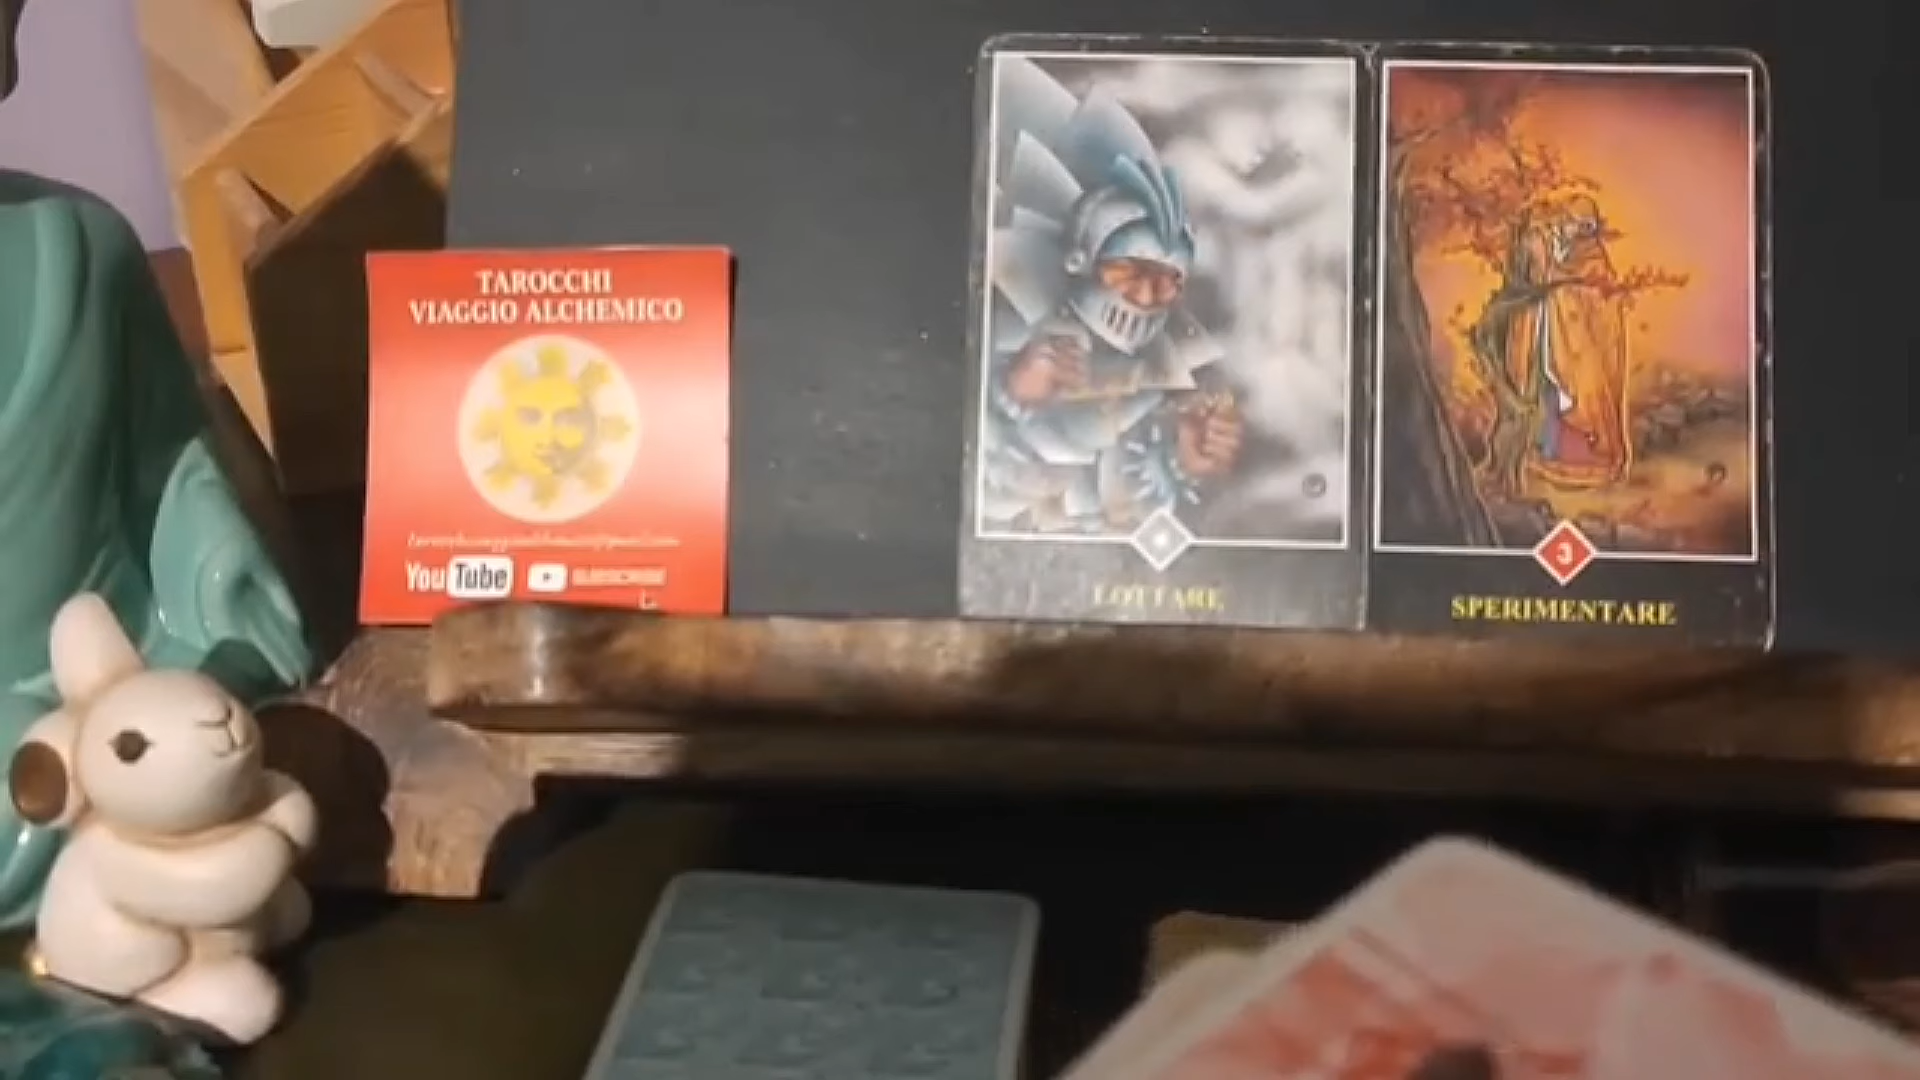 TAROCCHI
VIAGGIO ALCHEMICO
YouTube SUBSCRIBE
LOTTARE
3
SPERIMENTARE